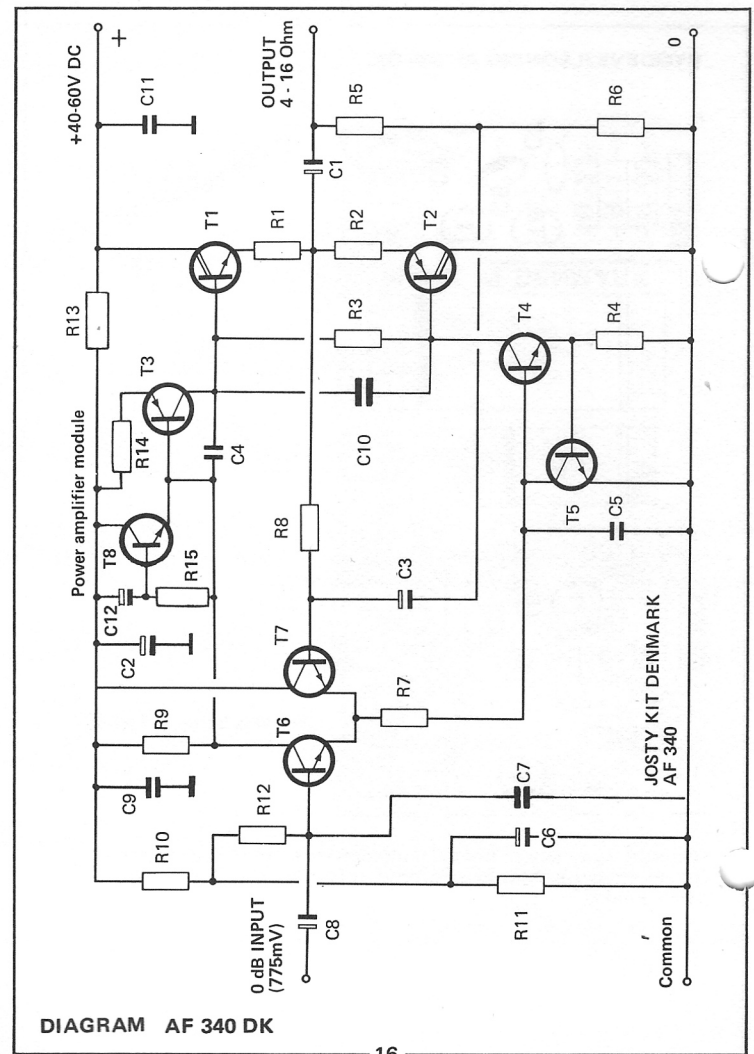 +40-60V DC
+
C11
OUTPUT
4 - 16 Ohm
R5
R6
0
C1
T1
R1
R2
T2
R13
R3
T4
R4
Power amplifier module
T3
R14
C4
C10
T5
C5
T8
R15
R8
C12
C3
C2
T7
R7
R9
T6
C9
R12
C7
JOSTY KIT DENMARK
AF 340
R10
C6
0 dB INPUT
(775mV)
C8
R11
Common
DIAGRAM AF 340 DK
16